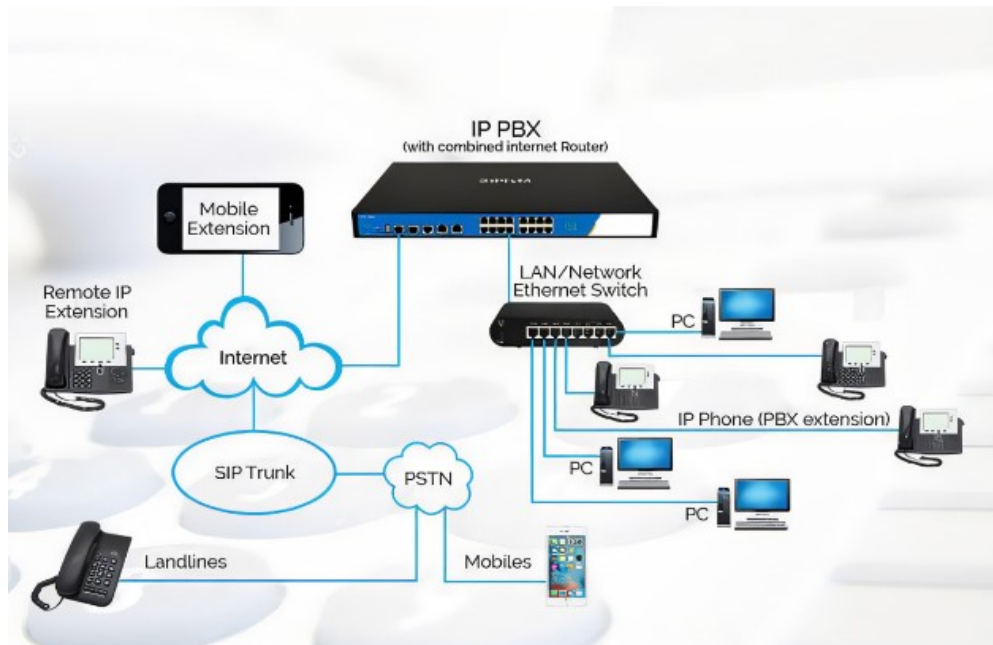 IP PBX
(with combined internet Router)
Mobile
Extension
LAN/Network
Ethernet Switch
Remote IP
Extension
PC
Internet
IP Phone (PBX extension)
SIP Trunk
PSTN
PC
PC
Landlines
Mobiles